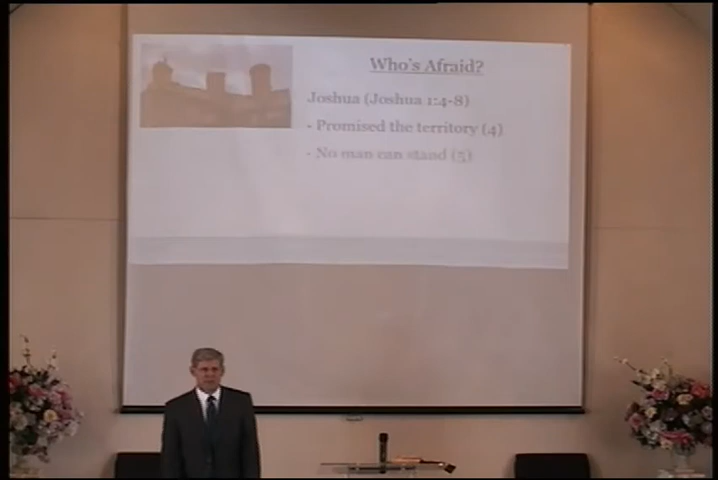 Who's Afraid?
Joshua (Joshua 1:4-8)
- Promised the territory (4)
- No man can stand (5)